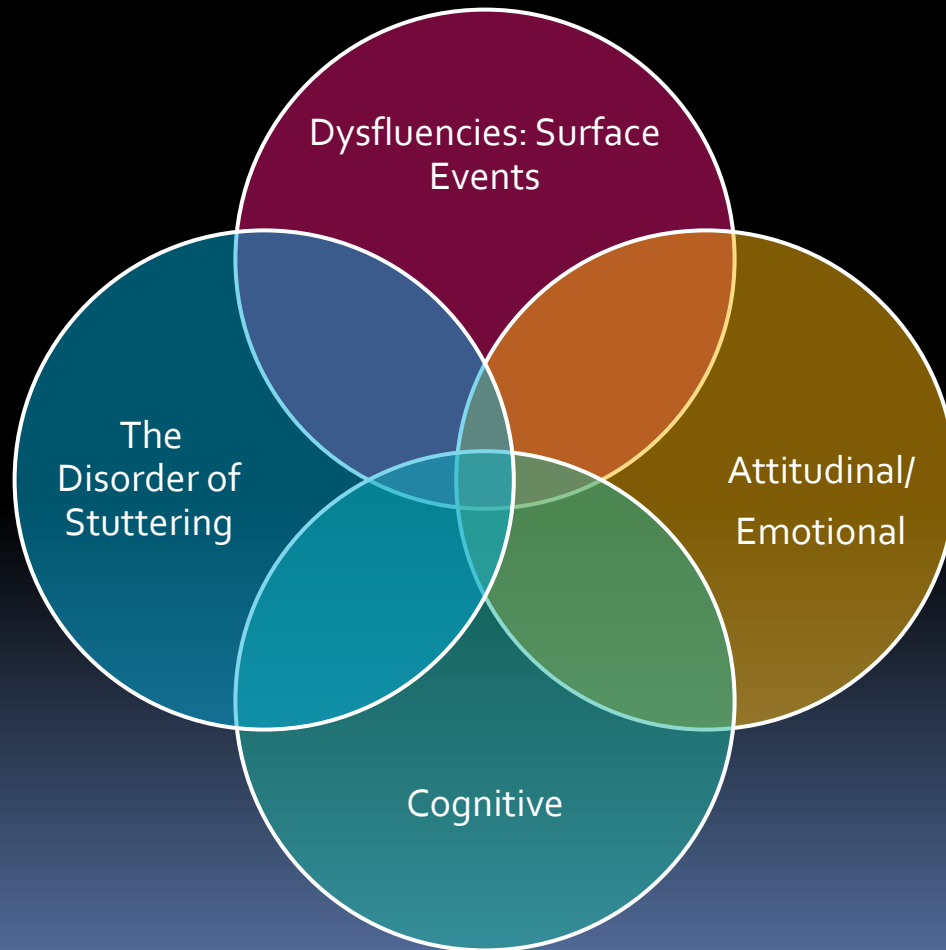 Dysfluencies: Surface
Events
The
Disorder of
Stuttering
Attitudinal/
Emotional
Cognitive